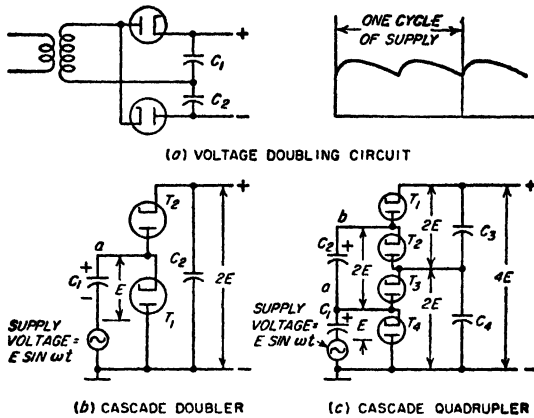 ONE CYCLE
OF SUPPLY
+
C1
C2
-
(a) VOLTAGE DOUBLING CIRCUIT
+
T2
a
+
C1
-
E
T1
C2
2E
SUPPLY
VOLTAGE=
E SIN ωt
-
(b) CASCADE DOUBLER
+
T1
b
C2
+
2E
T2
2E
C3
4E
a
T3
C1
+
2E
SUPPLY
VOLTAGE=
E SIN ωt
E
T4
C4
-
(c) CASCADE QUADRUPLER